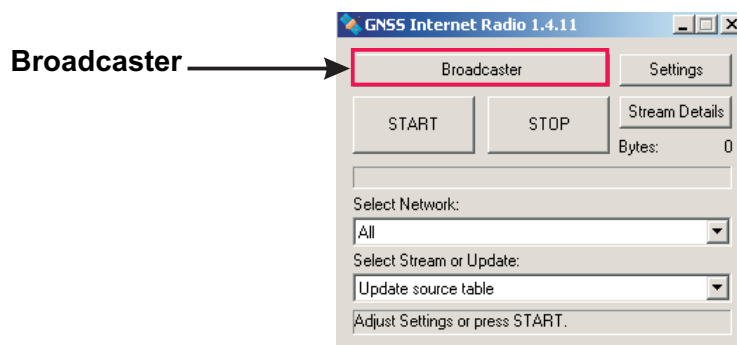 GNSS Internet Radio 1.4.11
Broadcaster
Broadcaster
Settings
START
STOP
Stream Details
Bytes: 0
Select Network:
All
Select Stream or Update:
Update source table
Adjust Settings or press START.